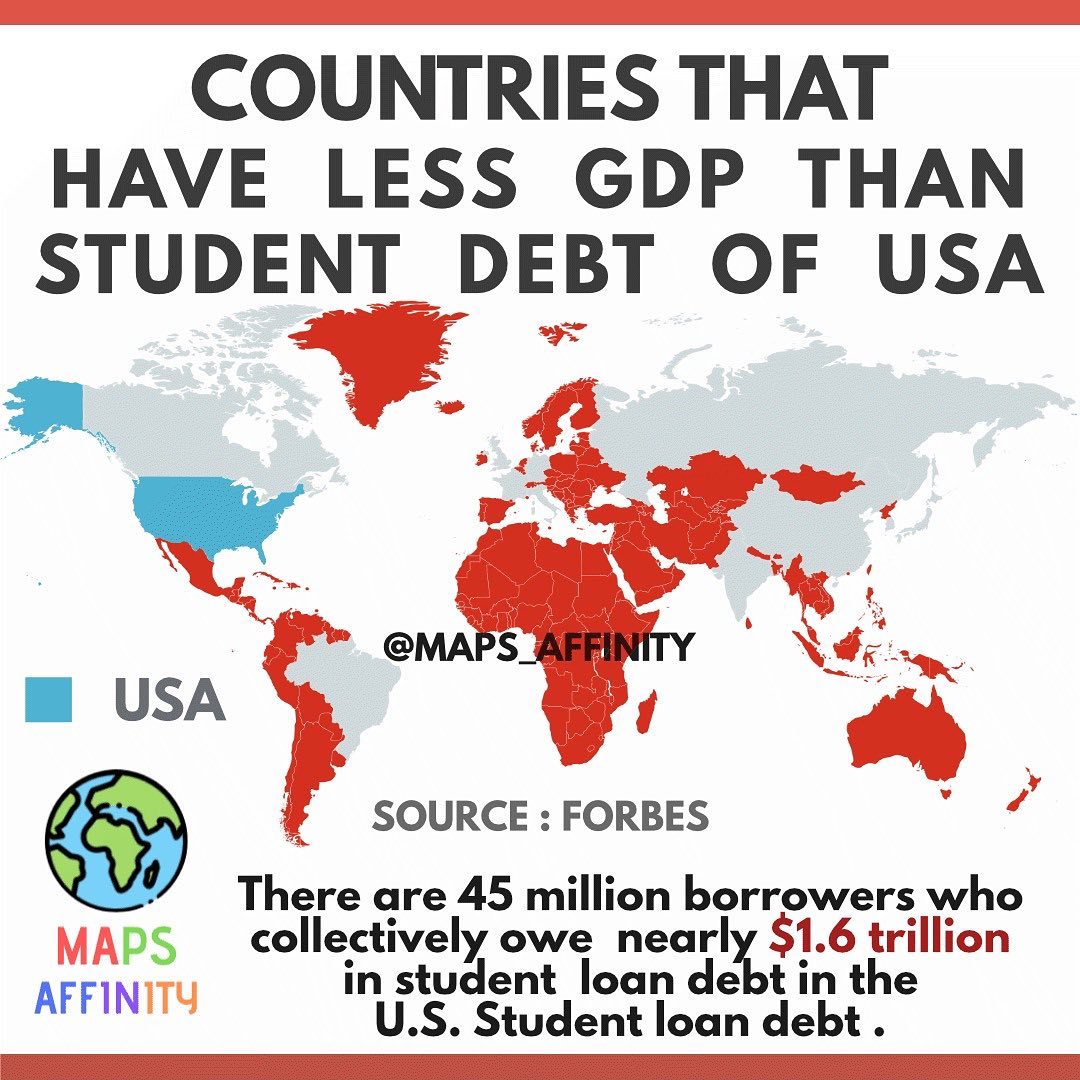 COUNTRIES THAT
HAVE LESS GDP THAN
STUDENT DEBT OF USA
@MAPS_AFFINITY
USA
SOURCE : FORBES
There are 45 million borrowers who
collectively owe nearly $1.6 trillion
in student loan debt in the
U.S. Student loan debt .
MAPS
AFFINITY